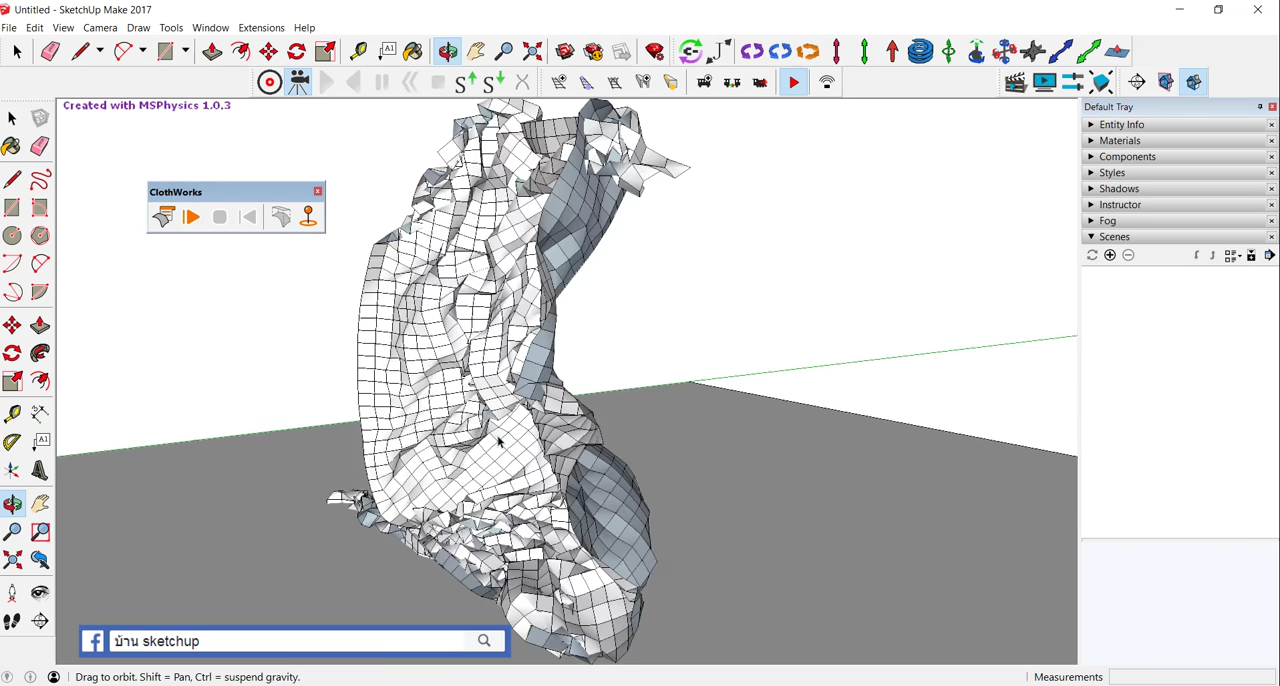 Untitled - SketchUp Make 2017
File Edit View Camera Draw Tools Window Extensions Help
Created with MSPhysics 1.0.3
ClothWorks
Default Tray
Entity Info
Materials
Components
Styles
Shadows
Instructor
Fog
Scenes
บ้าน sketchup
Drag to orbit. Shift = Pan, Ctrl = suspend gravity.
Measurements